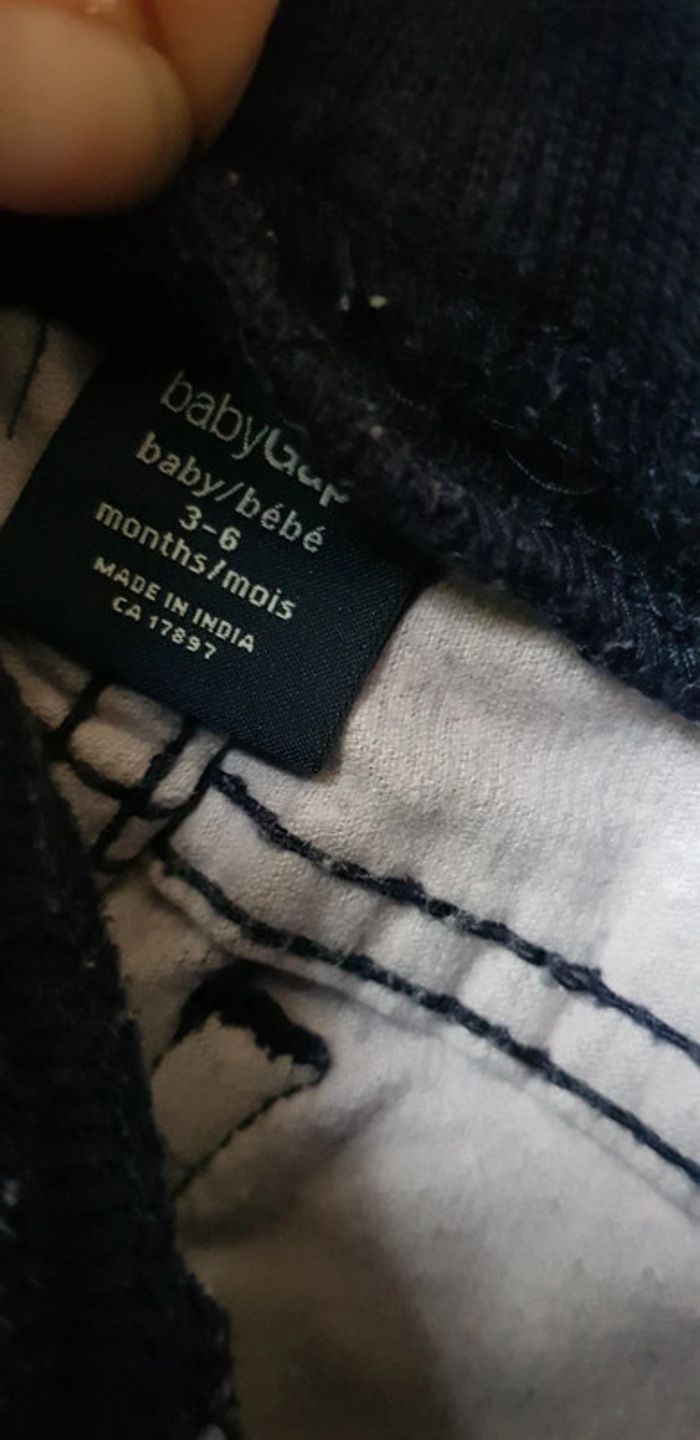 babyGap
baby/bébé
3-6
months/mois
MADE IN INDIA
CA 17897